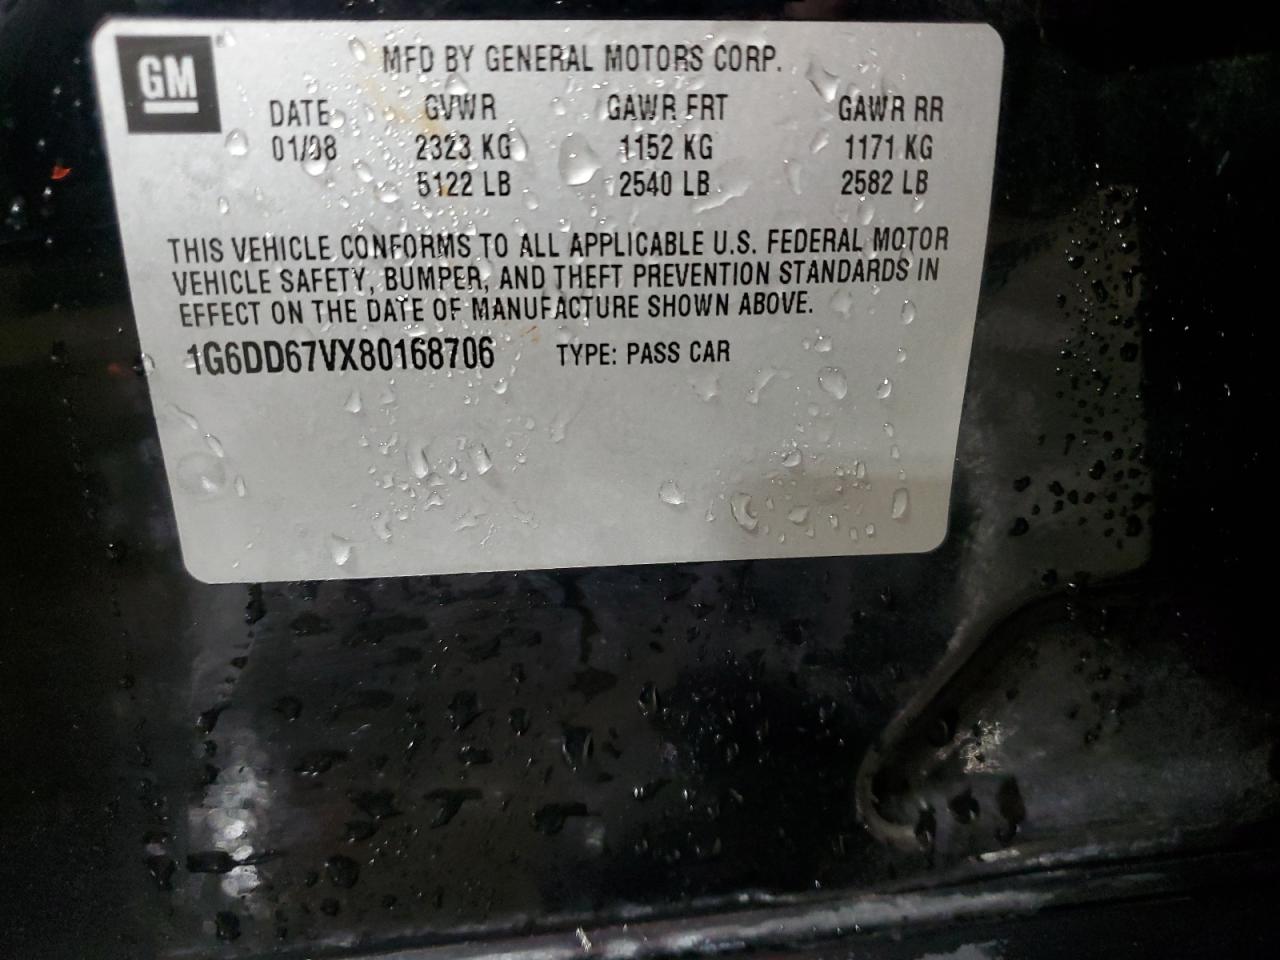 GM
MFD BY GENERAL MOTORS CORP.
DATE GVWR GAWR FRT GAWR RR
01/08 2323 KG 1152 KG 1171 KG
5122 LB 2540 LB 2582 LB
THIS VEHICLE CONFORMS TO ALL APPLICABLE U.S. FEDERAL MOTOR
VEHICLE SAFETY, BUMPER, AND THEFT PREVENTION STANDARDS IN
EFFECT ON THE DATE OF MANUFACTURE SHOWN ABOVE.
1G6DD67VX80168706 TYPE: PASS CAR